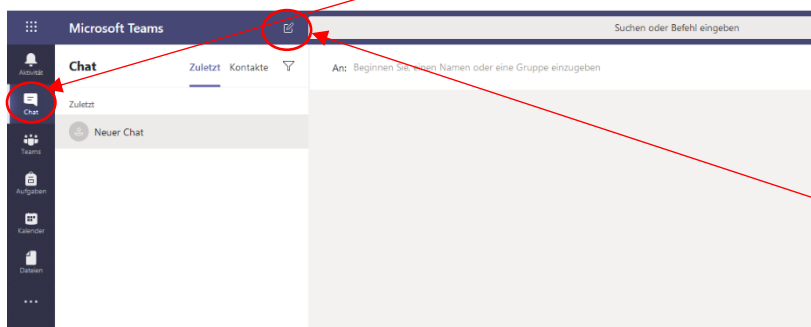 Microsoft Teams
Suchen oder Befehl eingeben
Aktivität
Chat
Zuletzt Kontakte
An: Beginnen Sie, einen Namen oder eine Gruppe einzugeben
Chat
Zuletzt
Neuer Chat
Teams
Aufgaben
Kalender
Dateien